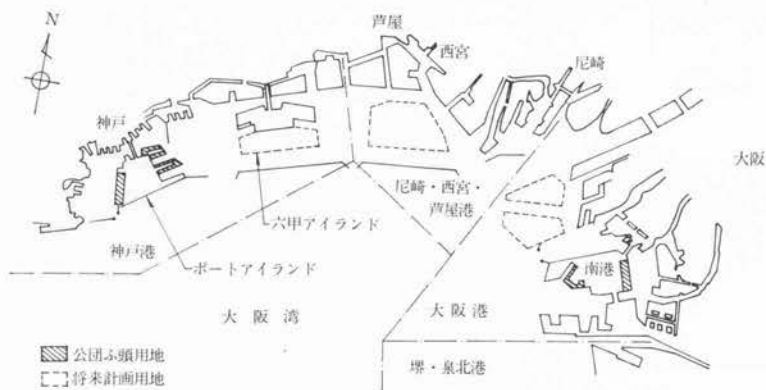 N
芦屋
西宮
尼崎
神戸
大阪
尼崎・西宮・
芦屋港
六甲アイランド
神戸港
ポートアイランド
南港
大阪湾
大阪港
堺・泉北港
公団ふ頭用地
将来計画用地